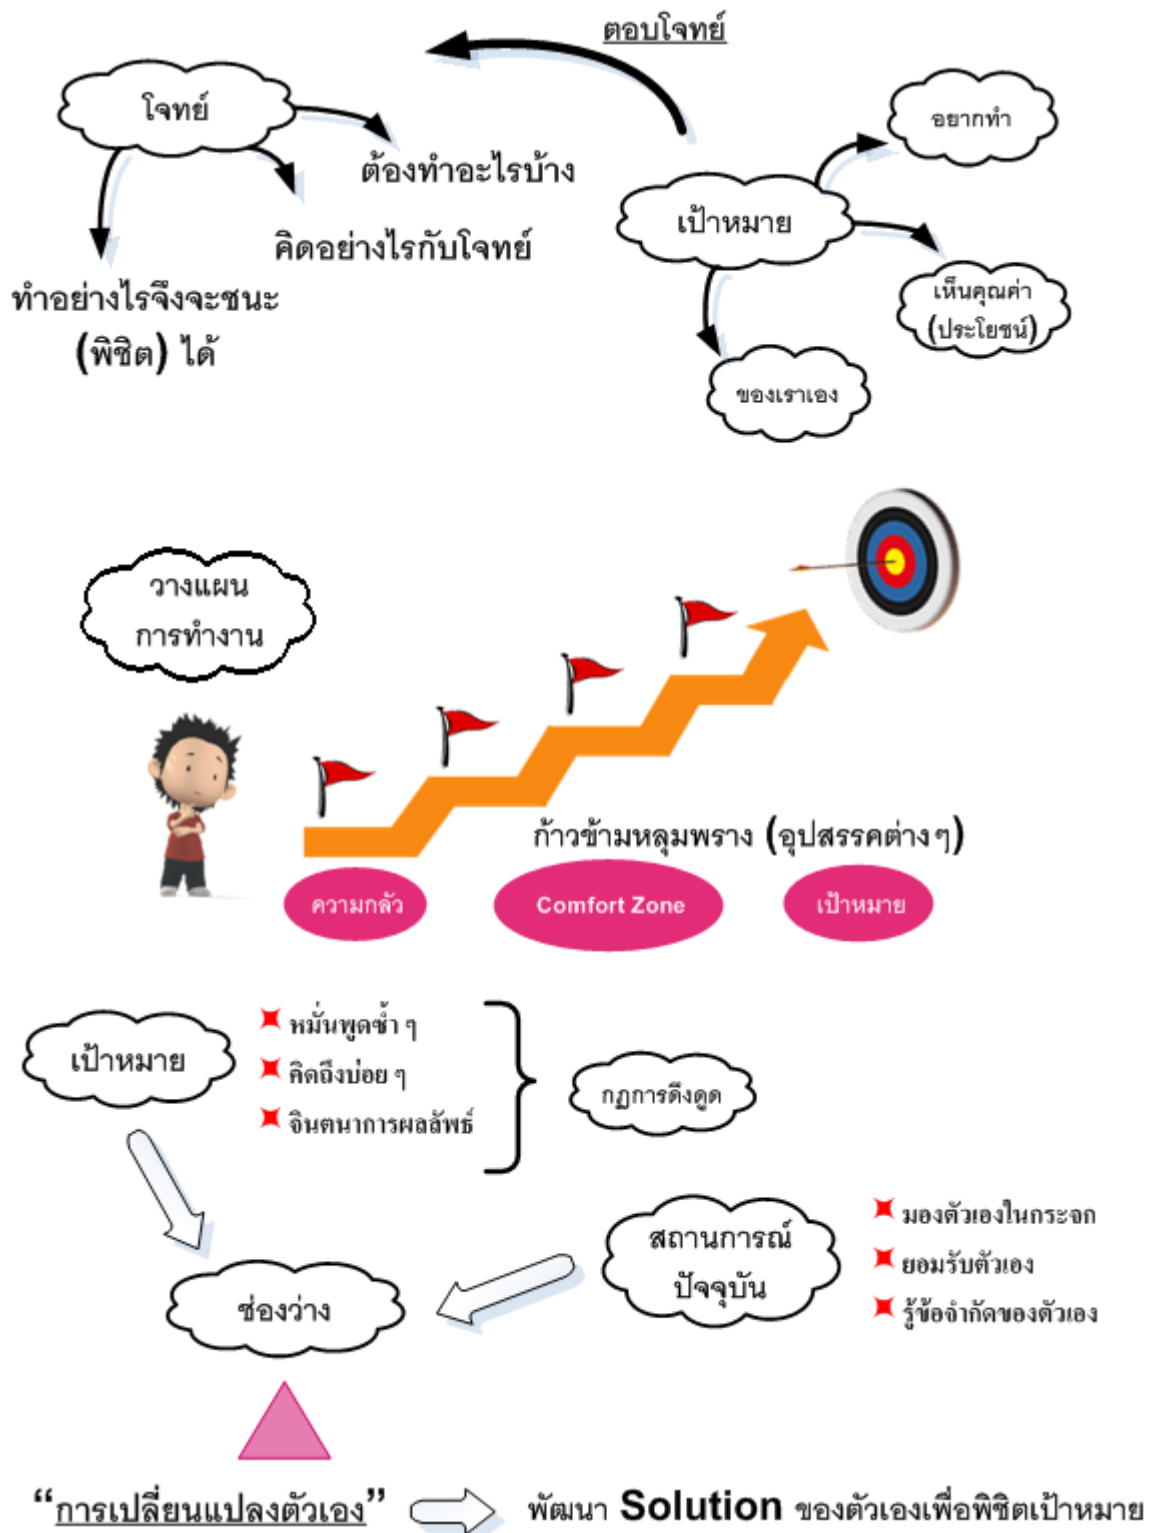 ตอบโจทย์
โจทย์
อยากทำ
ต้องทำอะไรบ้าง
เป้าหมาย
คิดอย่างไรกับโจทย์
ทำอย่างไรจึงจะชนะ
(พิชิต) ได้
เห็นคุณค่า
(ประโยชน์)
ของเราเอง
วางแผน
การทำงาน
ก้าวข้ามหลุมพราง (อุปสรรคต่างๆ)
ความกลัว
Comfort Zone
เป้าหมาย
เป้าหมาย
หมั่นพูดซ้ำ ๆ
คิดถึงบ่อย ๆ
จินตนาการผลลัพธ์
กฏการดึงดูด
สถานการณ์
ปัจจุบัน
มองตัวเองในกระจก
ยอมรับตัวเอง
รู้ข้อจำกัดของตัวเอง
ช่องว่าง
“การเปลี่ยนแปลงตัวเอง” พัฒนา Solution ของตัวเองเพื่อพิชิตเป้าหมาย